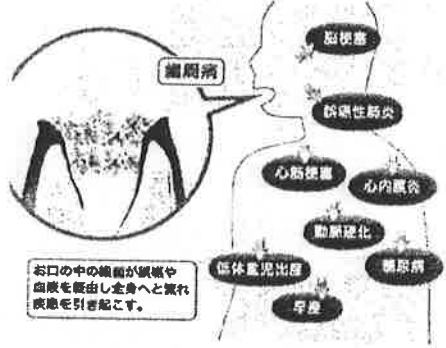 脳梗塞
歯周病
誤嚥性肺炎
心筋梗塞
心内膜炎
動脈硬化
低体重児出産
糖尿病
早産
お口の中の細菌が誤嚥や
血液を経由し全身へと流れ
疾患を引き起こす。